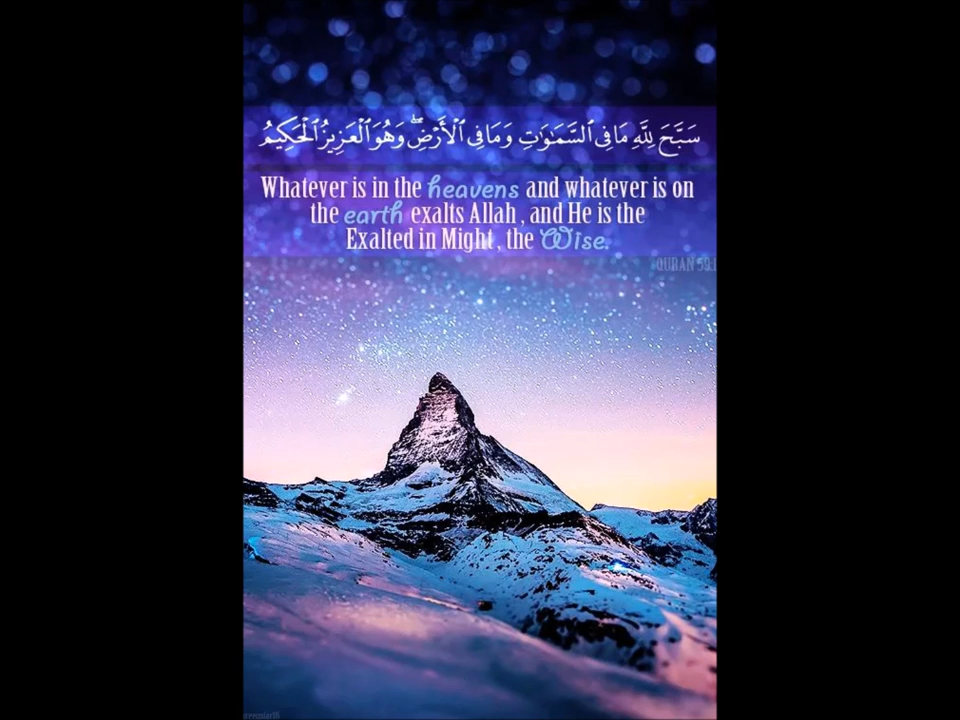 سَبَّحَ لِلَّهِ مَا فِي ٱلسَّمَٰوَٰتِ وَمَا فِي ٱلْأَرْضِ ۖ وَهُوَ ٱلْعَزِيزُ ٱلْحَكِيمُ
Whatever is in the heavens and whatever is on
the earth exalts Allah , and He is the
Exalted in Might , the Wise.
QURAN 59:1